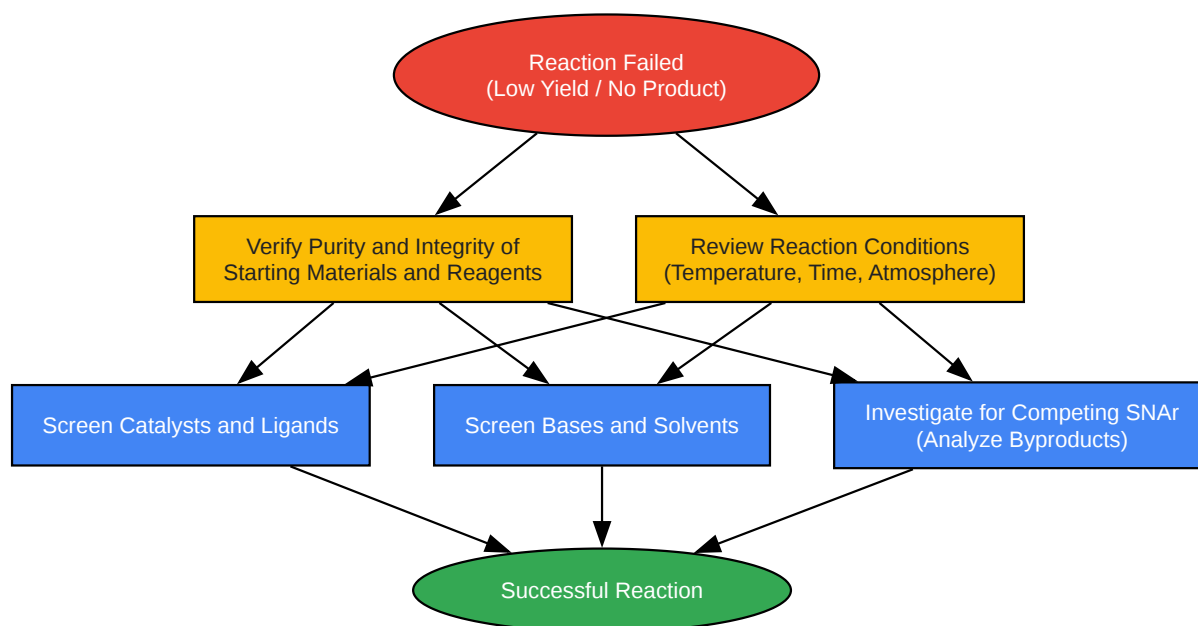 Reaction Failed
(Low Yield / No Product)
Verify Purity and Integrity of
Starting Materials and Reagents
Review Reaction Conditions
(Temperature, Time, Atmosphere)
Screen Catalysts and Ligands
Screen Bases and Solvents
Investigate for Competing SNAr
(Analyze Byproducts)
Successful Reaction